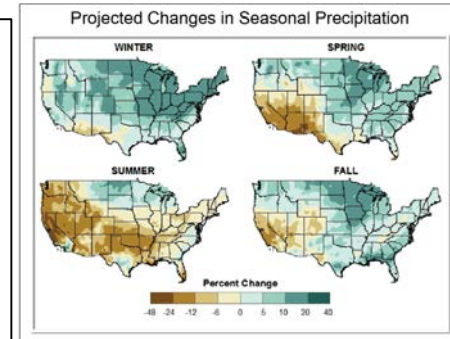 Projected Changes in Seasonal Precipitation
WINTER
SPRING
SUMMER
FALL
Percent Change
-48 -24 -12 -6 0 5 10 20 40